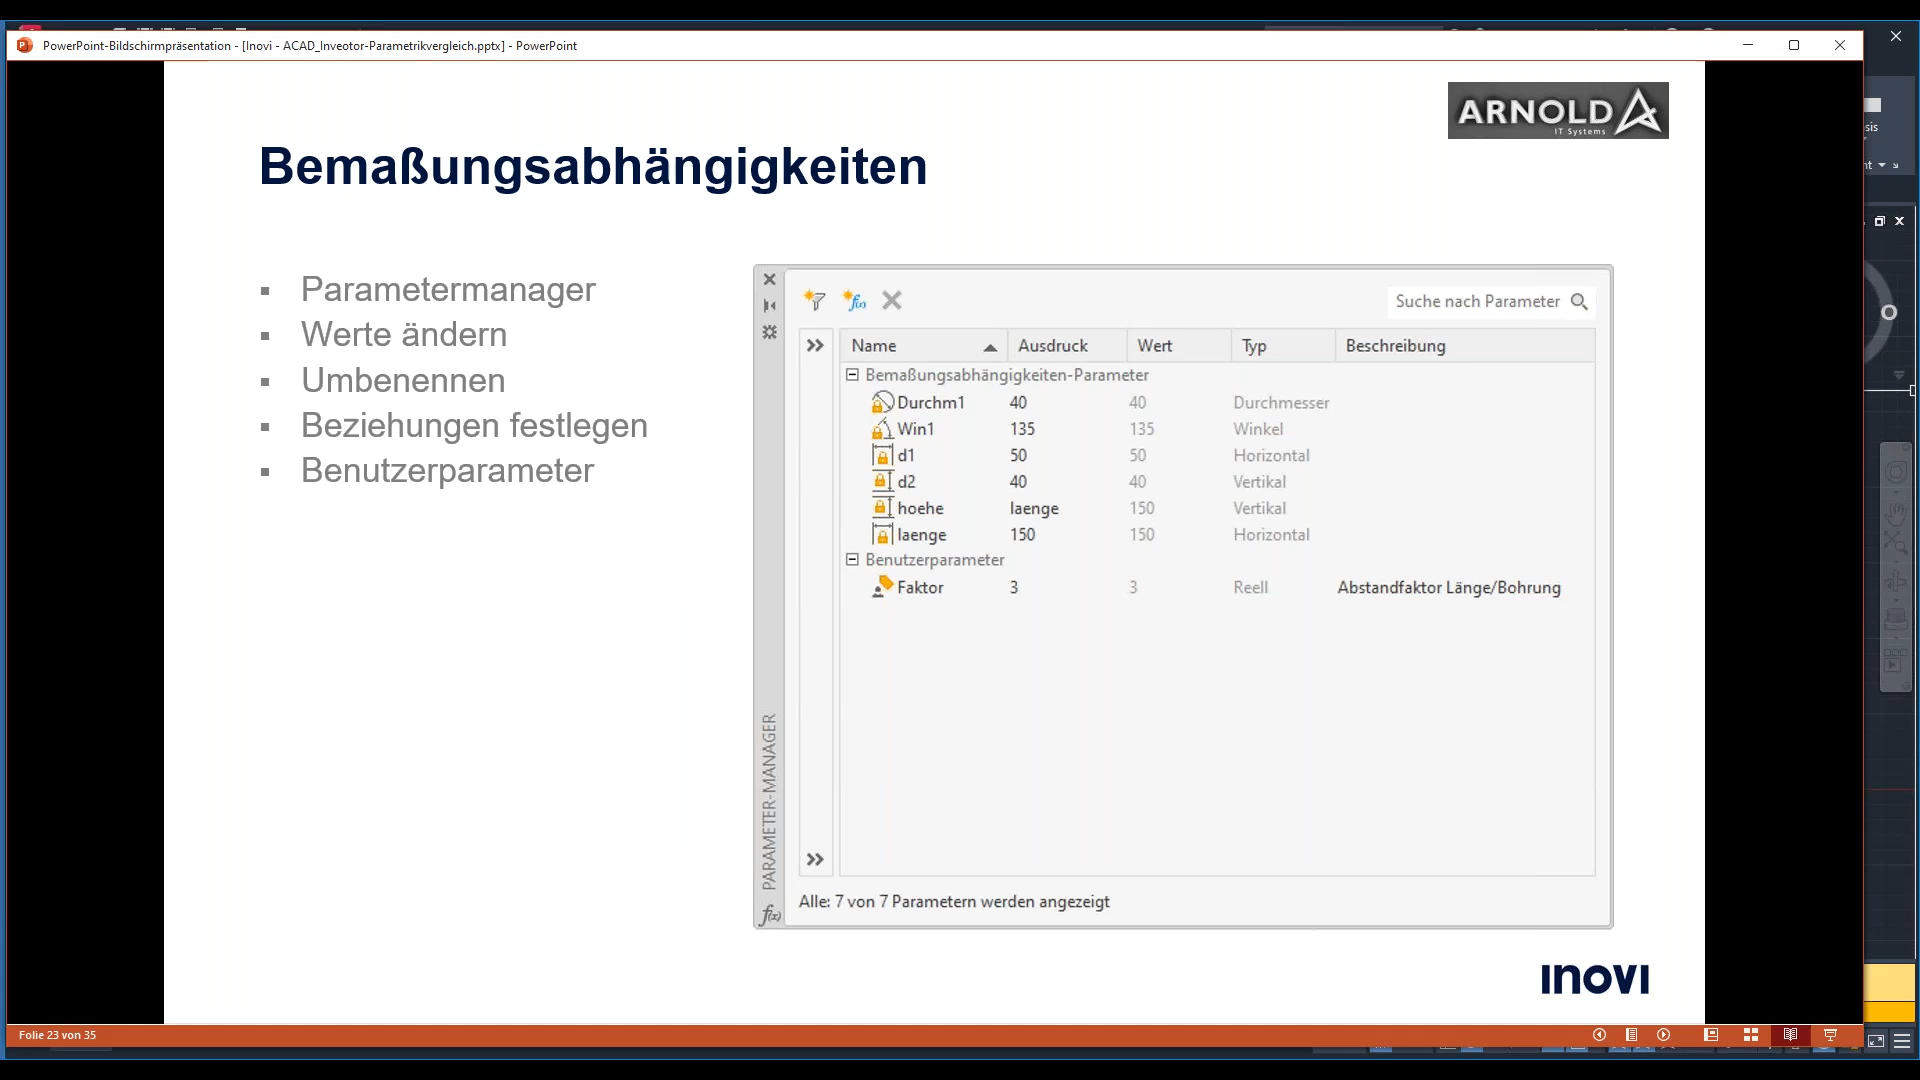 PowerPoint-Bildschirmpräsentation - [Inovi - ACAD_Inveotor-Parametrikvergleich.pptx] - PowerPoint
ARNOLD
IT Systems
Bemaßungsabhängigkeiten
▪ Parametermanager
▪ Werte ändern
▪ Umbenennen
▪ Beziehungen festlegen
▪ Benutzerparameter
Suche nach Parameter
Name Ausdruck Wert Typ Beschreibung
Bemaßungsabhängigkeiten-Parameter
Durchm1 40 40 Durchmesser
Win1 135 135 Winkel
d1 50 50 Horizontal
d2 40 40 Vertikal
hoehe laenge 150 Vertikal
laenge 150 150 Horizontal
Benutzerparameter
Faktor 3 3 Reell Abstandfaktor Länge/Bohrung
PARAMETER-MANAGER
Alle: 7 von 7 Parametern werden angezeigt
INOVI
Folie 23 von 35
sis
nt
O